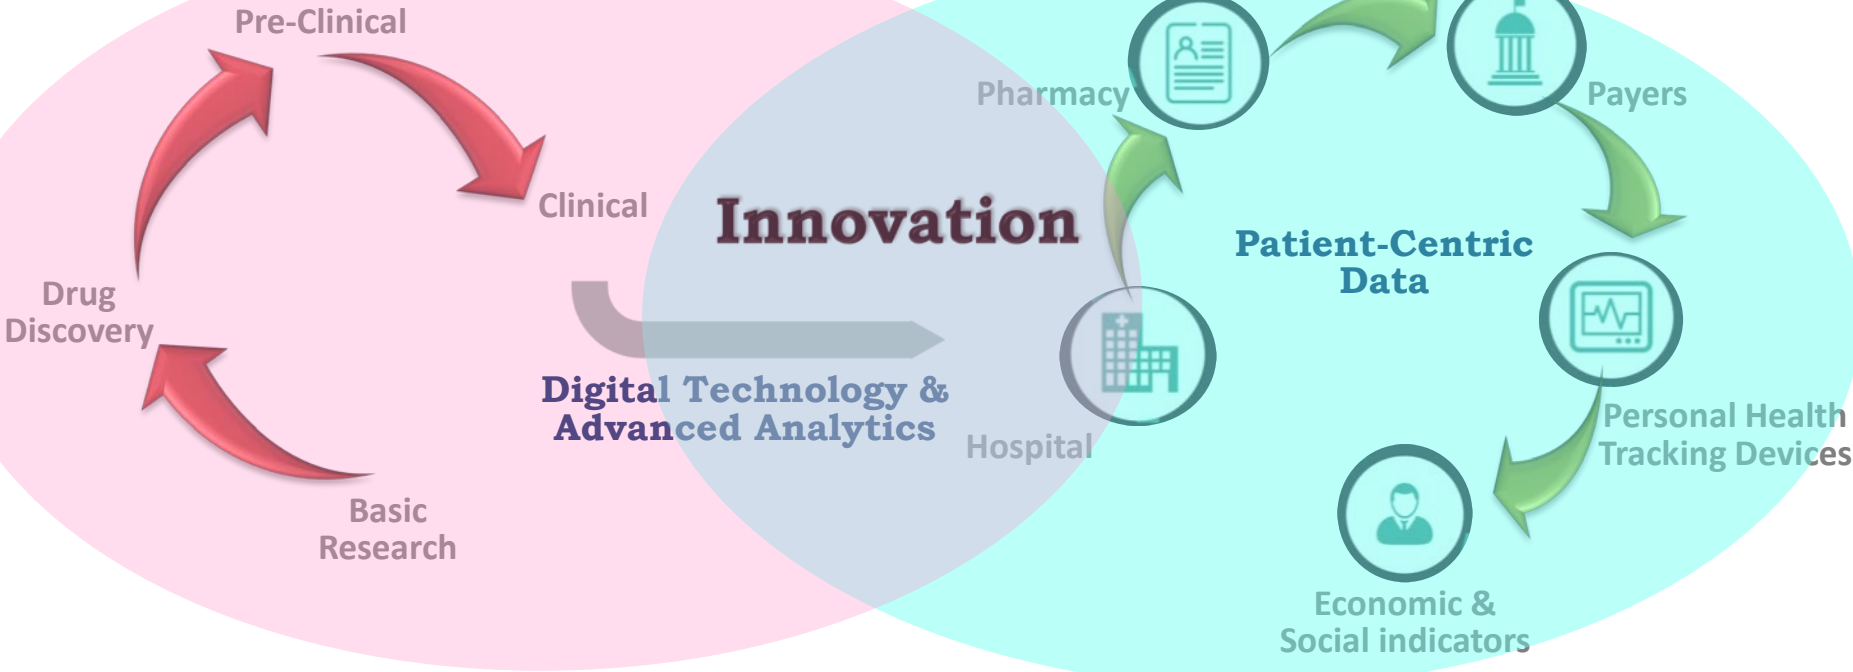 Pre-Clinical
Clinical
Drug
Discovery
Basic
Research
Innovation
Digital Technology &
Advanced Analytics
Pharmacy
Payers
Patient-Centric
Data
Hospital
Personal Health
Tracking Devices
Economic &
Social indicators